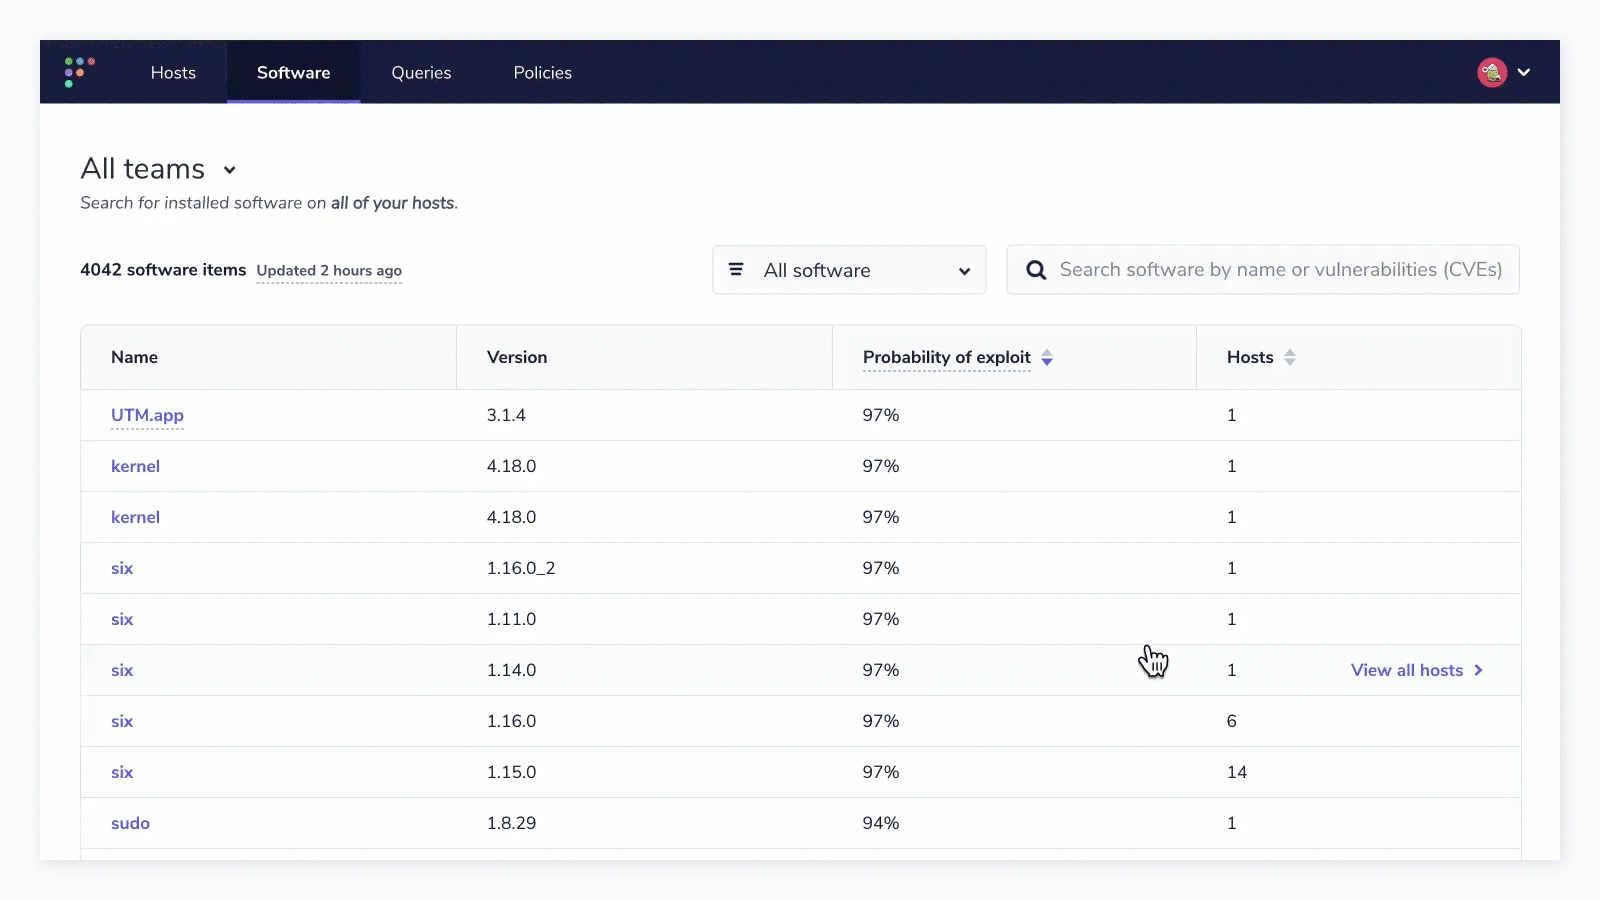 Hosts Software Queries Policies
All teams
Search for installed software on all of your hosts.
4042 software items Updated 2 hours ago All software Search software by name or vulnerabilities (CVEs)
Name Version Probability of exploit Hosts
UTM.app 3.1.4 97% 1
kernel 4.18.0 97% 1
kernel 4.18.0 97% 1
six 1.16.0_2 97% 1
six 1.11.0 97% 1
six 1.14.0 97% 1 View all hosts
six 1.16.0 97% 6
six 1.15.0 97% 14
sudo 1.8.29 94% 1